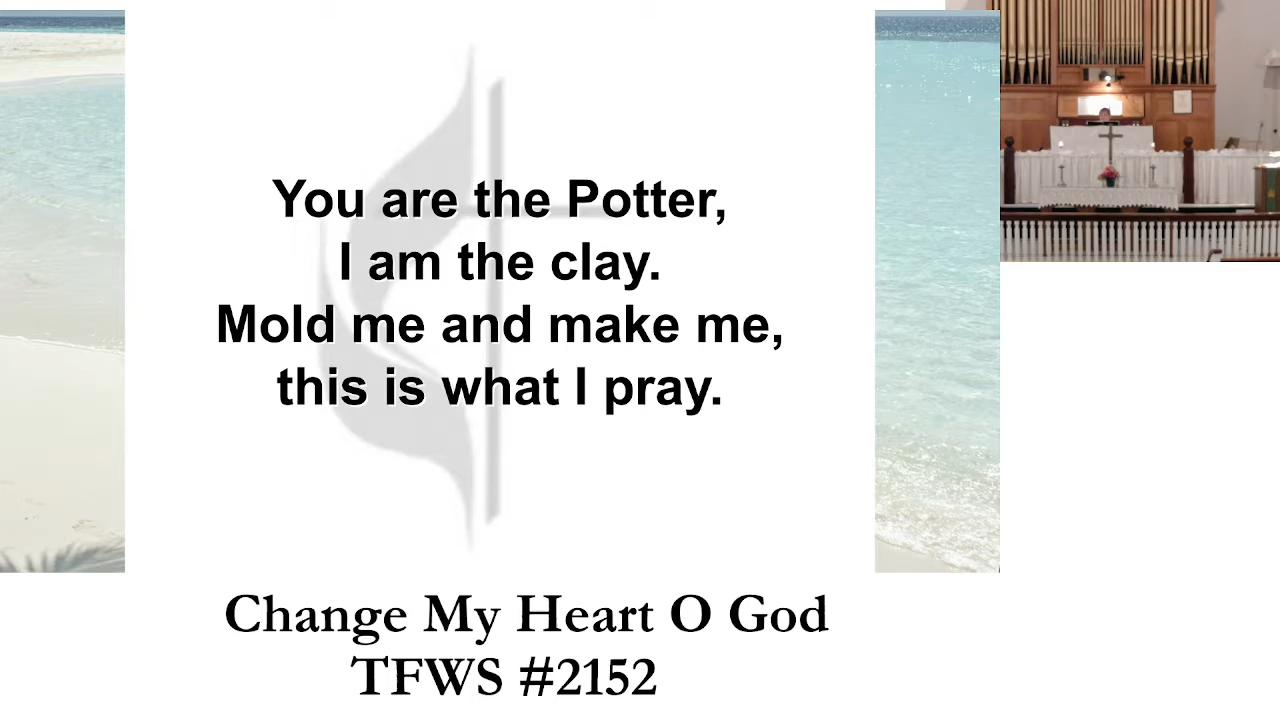 You are the Potter,
I am the clay.
Mold me and make me,
this is what I pray.
Change My Heart O God
TFWS #2152